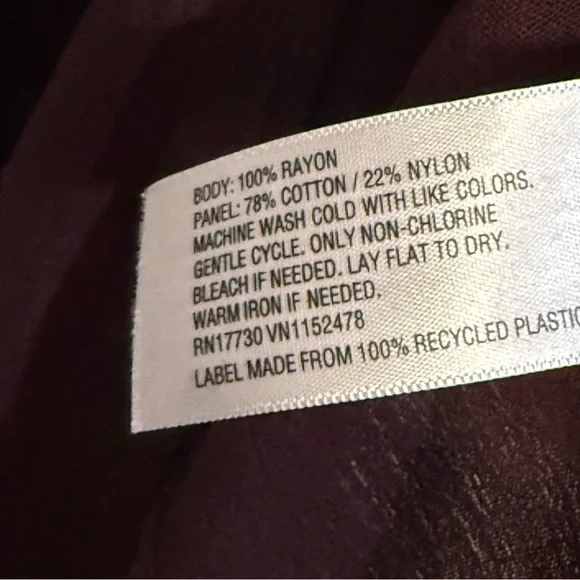 BODY: 100% RAYON
PANEL: 78% COTTON / 22% NYLON
MACHINE WASH COLD WITH LIKE COLORS.
GENTLE CYCLE. ONLY NON-CHLORINE
BLEACH IF NEEDED. LAY FLAT TO DRY.
WARM IRON IF NEEDED.
RN17730 VN1152478
LABEL MADE FROM 100% RECYCLED PLASTIC